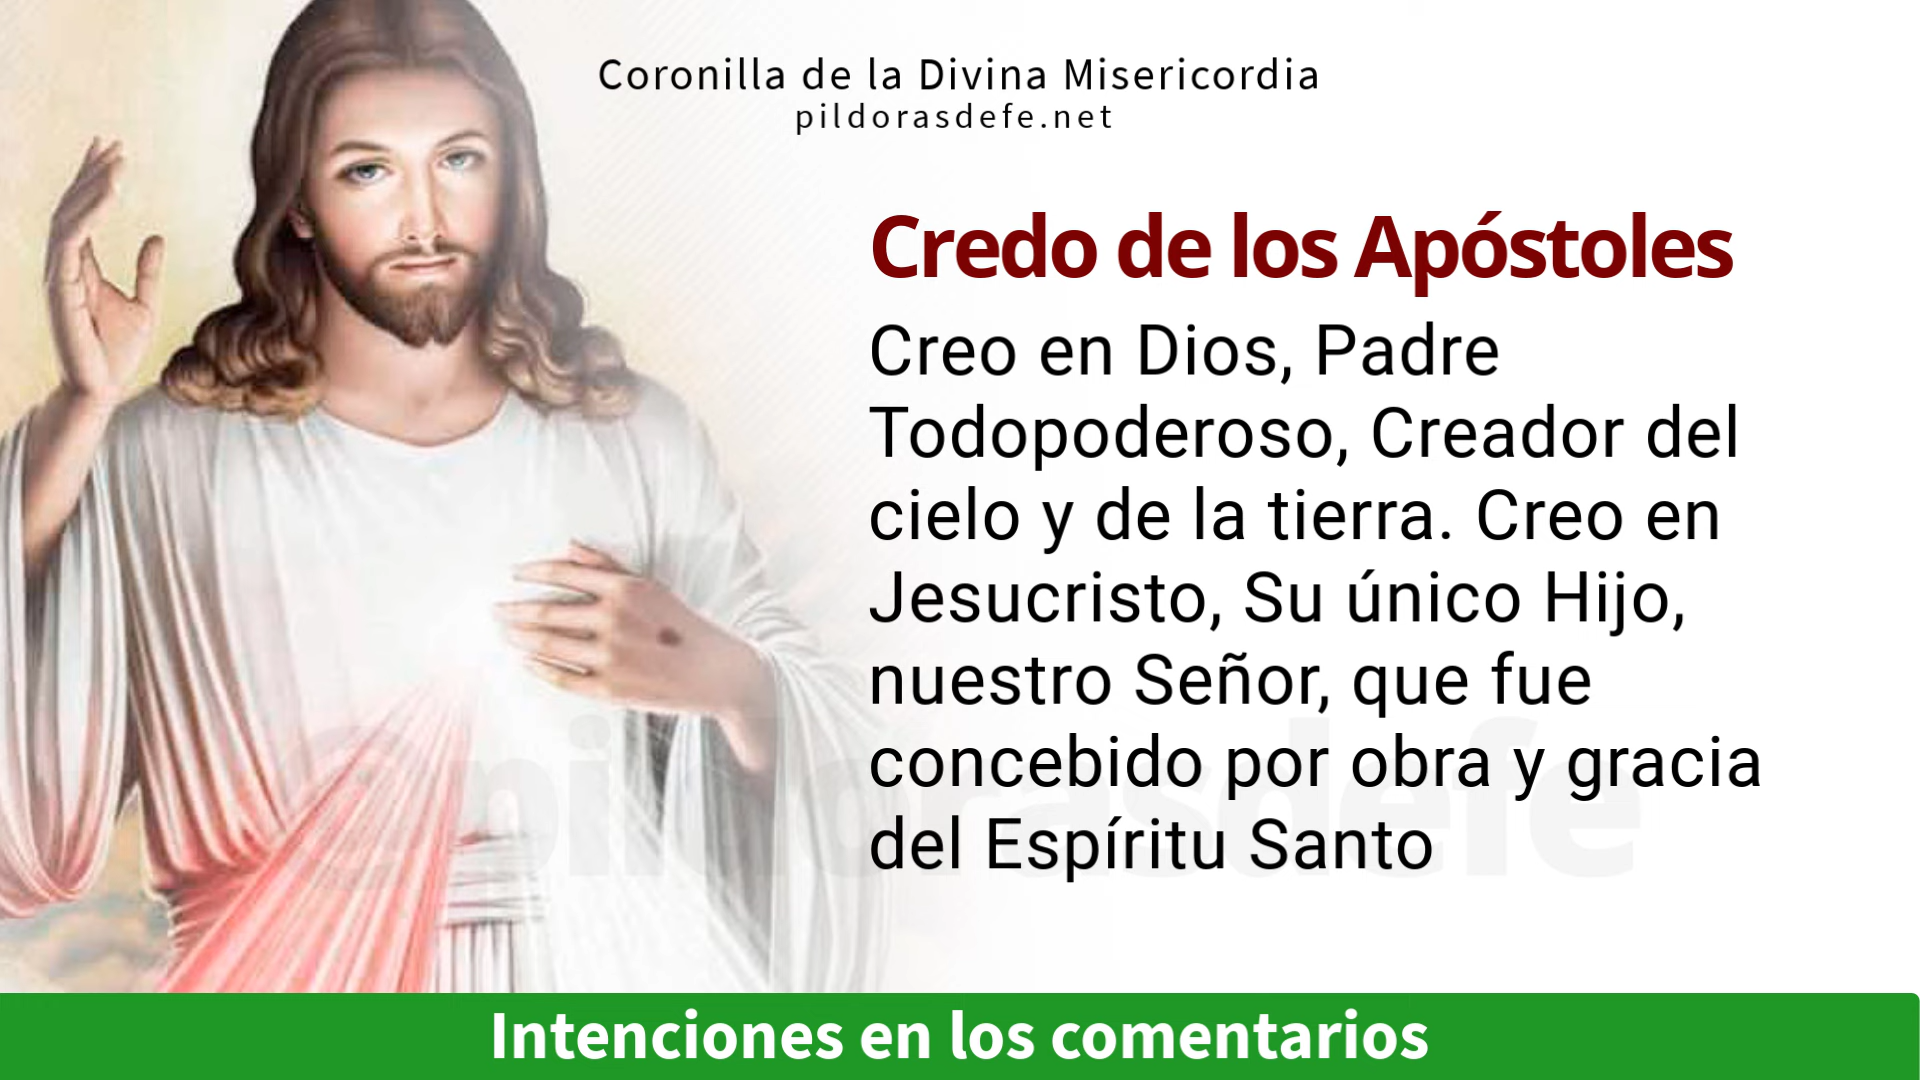 Coronilla de la Divina Misericordia
pildorasdefe.net
Credo de los Apóstoles
Creo en Dios, Padre
Todopoderoso, Creador del
cielo y de la tierra. Creo en
Jesucristo, Su único Hijo,
nuestro Señor, que fue
concebido por obra y gracia
del Espíritu Santo
@pildorasdefe
Intenciones en los comentarios